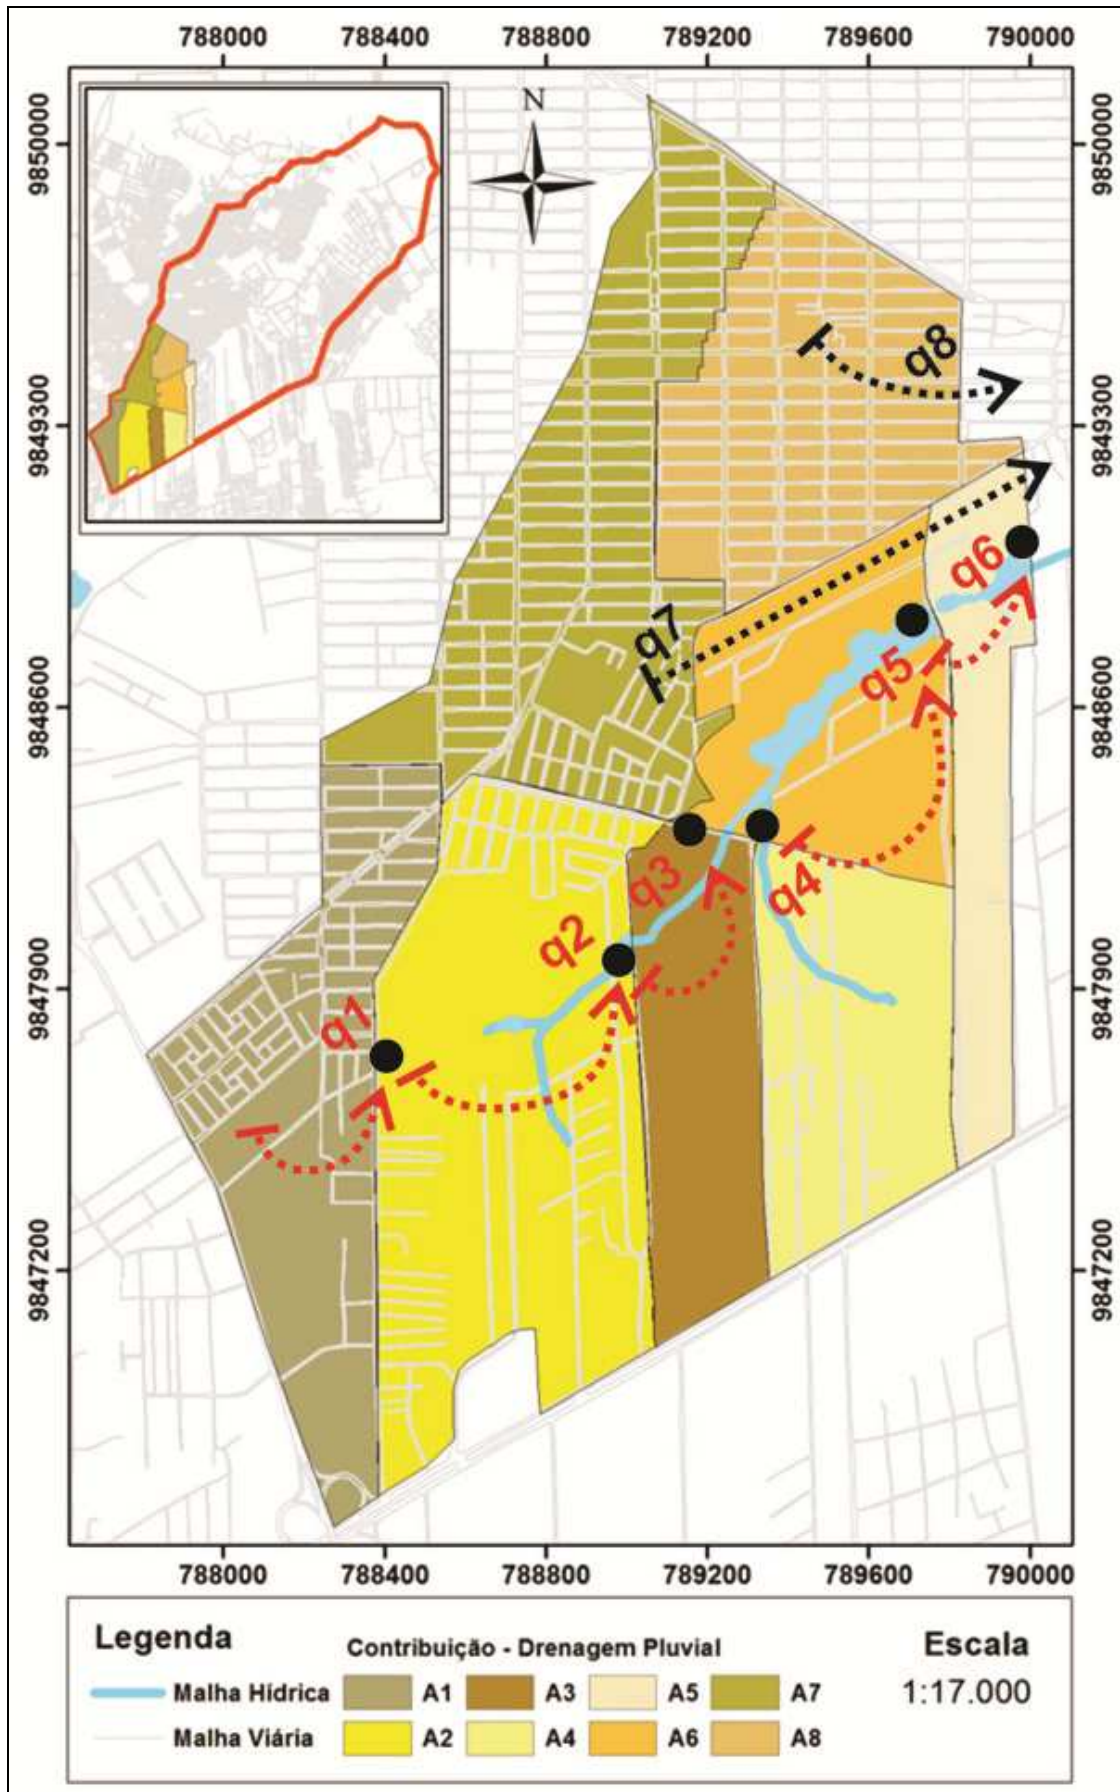 788000 788400 788800 789200 789600 790000
9850000 9850000
N
q8
9849300 9849300
q6
q7
q5
9848600 9848600
q3
q4
q2
9847900 9847900
q1
9847200 9847200
788000 788400 788800 789200 789600 790000
Legenda Contribuição - Drenagem Pluvial Escala
Malha Hídrica A1 A3 A5 A7 1:17.000
Malha Viária A2 A4 A6 A8